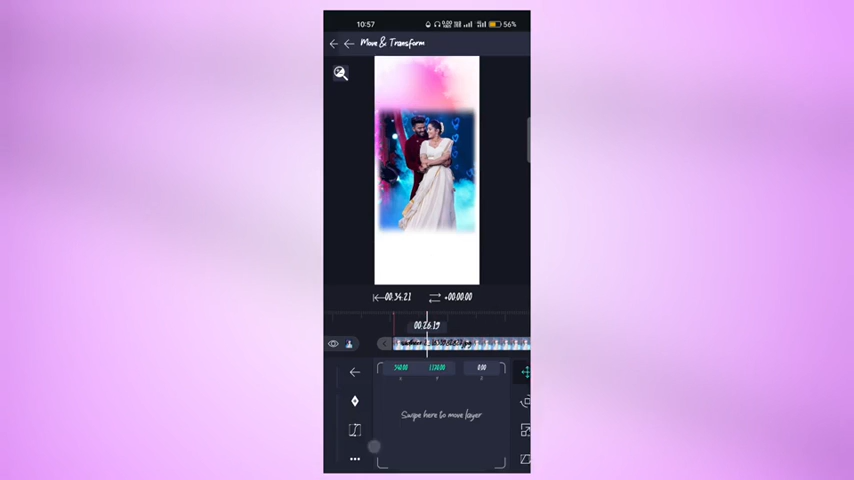 10:57
56%
Move & Transform
00:34:21
+00:00:00
00:26:19
540.00 1130.00 0.00
Swipe here to move layer